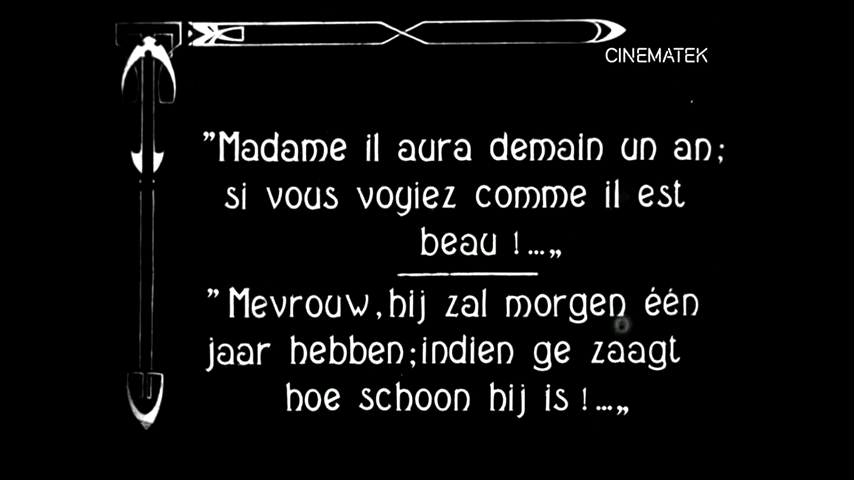 CINEMATEK
"Madame il aura demain un an;
si vous voyiez comme il est
beau !...„
"Mevrouw, hij zal morgen één
jaar hebben; indien ge zaagt
hoe schoon hij is !...„